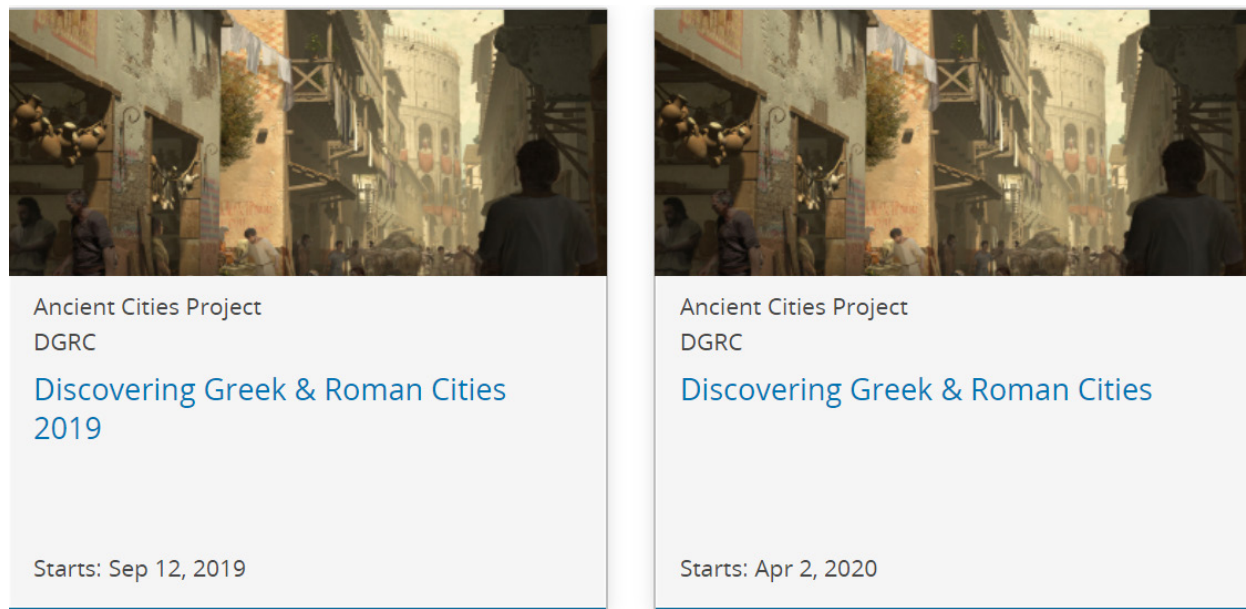 Ancient Cities Project
DGRC
Discovering Greek & Roman Cities
2019
Starts: Sep 12, 2019
Ancient Cities Project
DGRC
Discovering Greek & Roman Cities
Starts: Apr 2, 2020